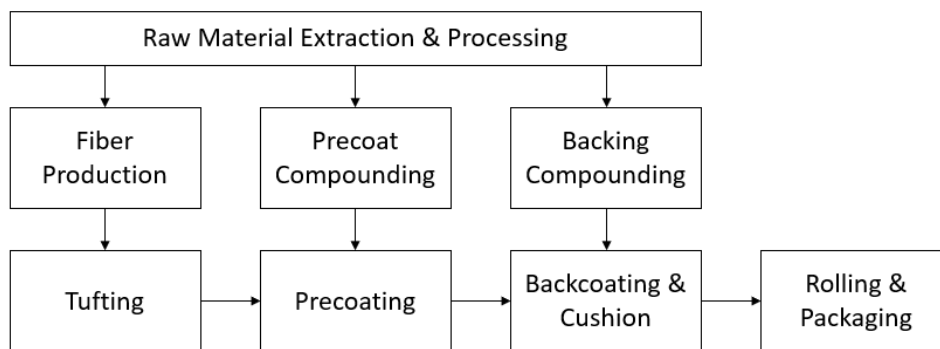 Raw Material Extraction & Processing
Fiber
Production
Precoat
Compounding
Backing
Compounding
Tufting
Precoating
Backcoating &
Cushion
Rolling &
Packaging